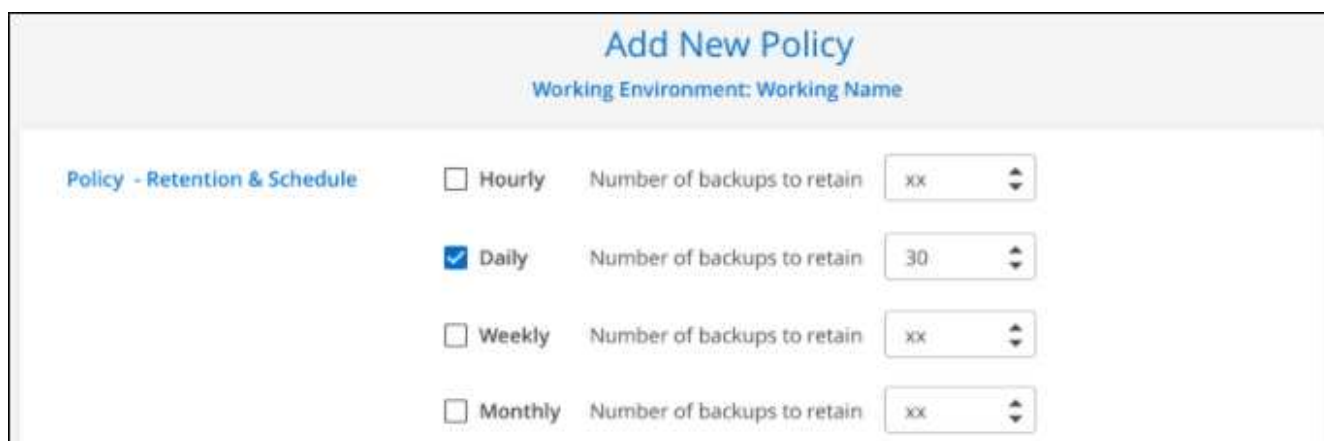 Add New Policy
Working Environment: Working Name
Policy - Retention & Schedule Hourly Number of backups to retain xx
Daily Number of backups to retain 30
Weekly Number of backups to retain xx
Monthly Number of backups to retain xx